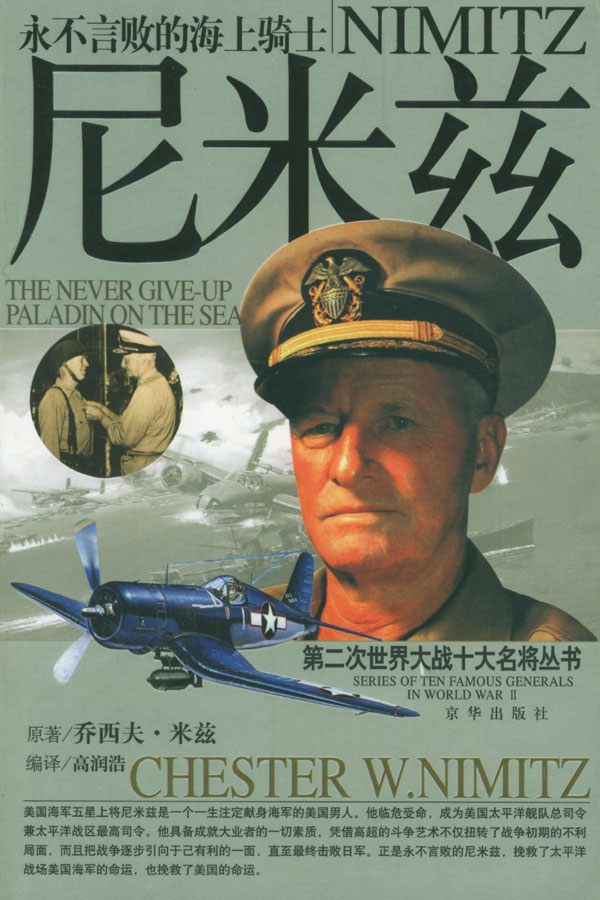 永不言败的海上骑士 NIMITZ
尼米兹
THE NEVER GIVE-UP
PALADIN ON THE SEA
第二次世界大战十大名将丛书
SERIES OF TEN FAMOUS GENERALS
IN WORLD WAR II
京华出版社
原著/乔西夫·米兹
编译/高润浩
CHESTER W.NIMITZ
美国海军五星上将尼米兹是一个一生注定献身海军的美国男人。他临危受命，成为美国太平洋舰队总司令
兼太平洋战区最高司令。他具备成就大业者的一切素质，凭借高超的斗争艺术不仅扭转了战争初期的不利
局面，而且把战争逐步引向于己有利的一面，直至最终击败日军。正是永不言败的尼米兹，挽救了太平洋
战场美国海军的命运，也挽救了美国的命运。